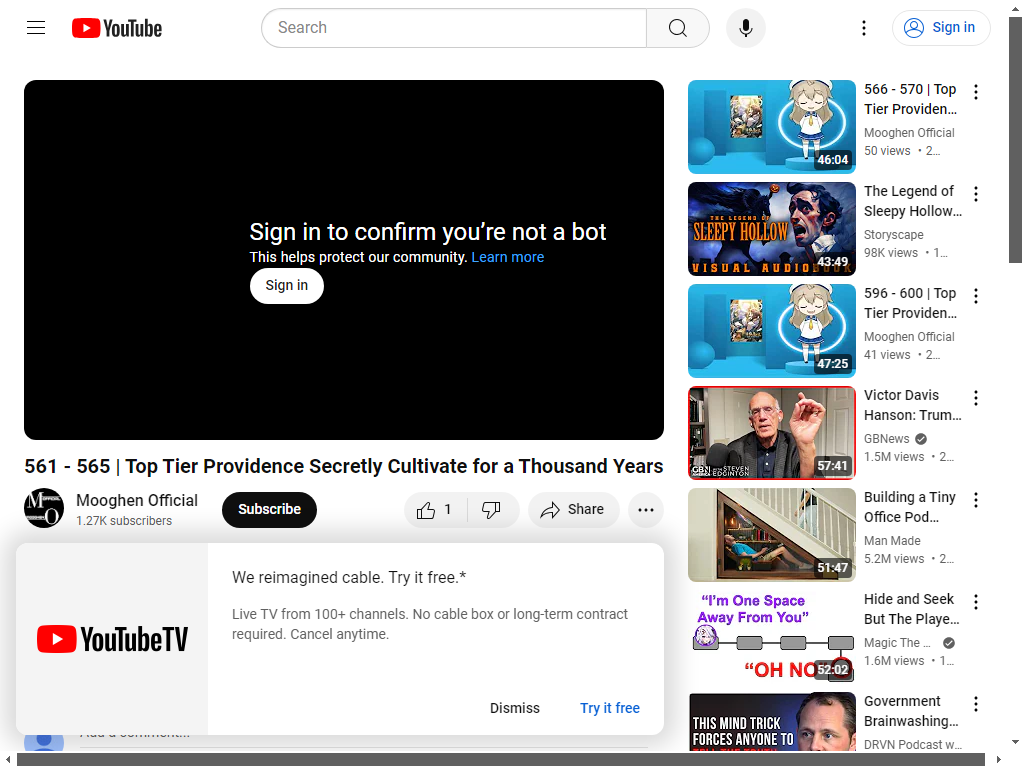 YouTube
Search
Sign in
Sign in to confirm you’re not a bot
This helps protect our community. Learn more
Sign in
561 - 565 | Top Tier Providence Secretly Cultivate for a Thousand Years
Mooghen Official
1.27K subscribers
Subscribe
1
Share
We reimagined cable. Try it free.*
Live TV from 100+ channels. No cable box or long-term contract
required. Cancel anytime.
YouTubeTV
Dismiss
Try it free
Add a comment...
46:04
566 - 570 | Top
Tier Providen...
Mooghen Official
50 views • 2...
THE LEGEND OF
SLEEPY HOLLOW
VISUAL AUDIOBOOK
43:49
The Legend of
Sleepy Hollow...
Storyscape
98K views • 1...
47:25
596 - 600 | Top
Tier Providen...
Mooghen Official
41 views • 2...
GBN
STEVEN
EDGINTON
57:41
Victor Davis
Hanson: Trum...
GBNews
1.5M views • 2...
51:47
Building a Tiny
Office Pod...
Man Made
5.2M views • 2...
“I’m One Space
Away From You”
“OH NO
52:02
Hide and Seek
But The Playe...
Magic The ...
1.6M views • 1...
THIS MIND TRICK
FORCES ANYONE TO
Government
Brainwashing...
DRVN Podcast w...